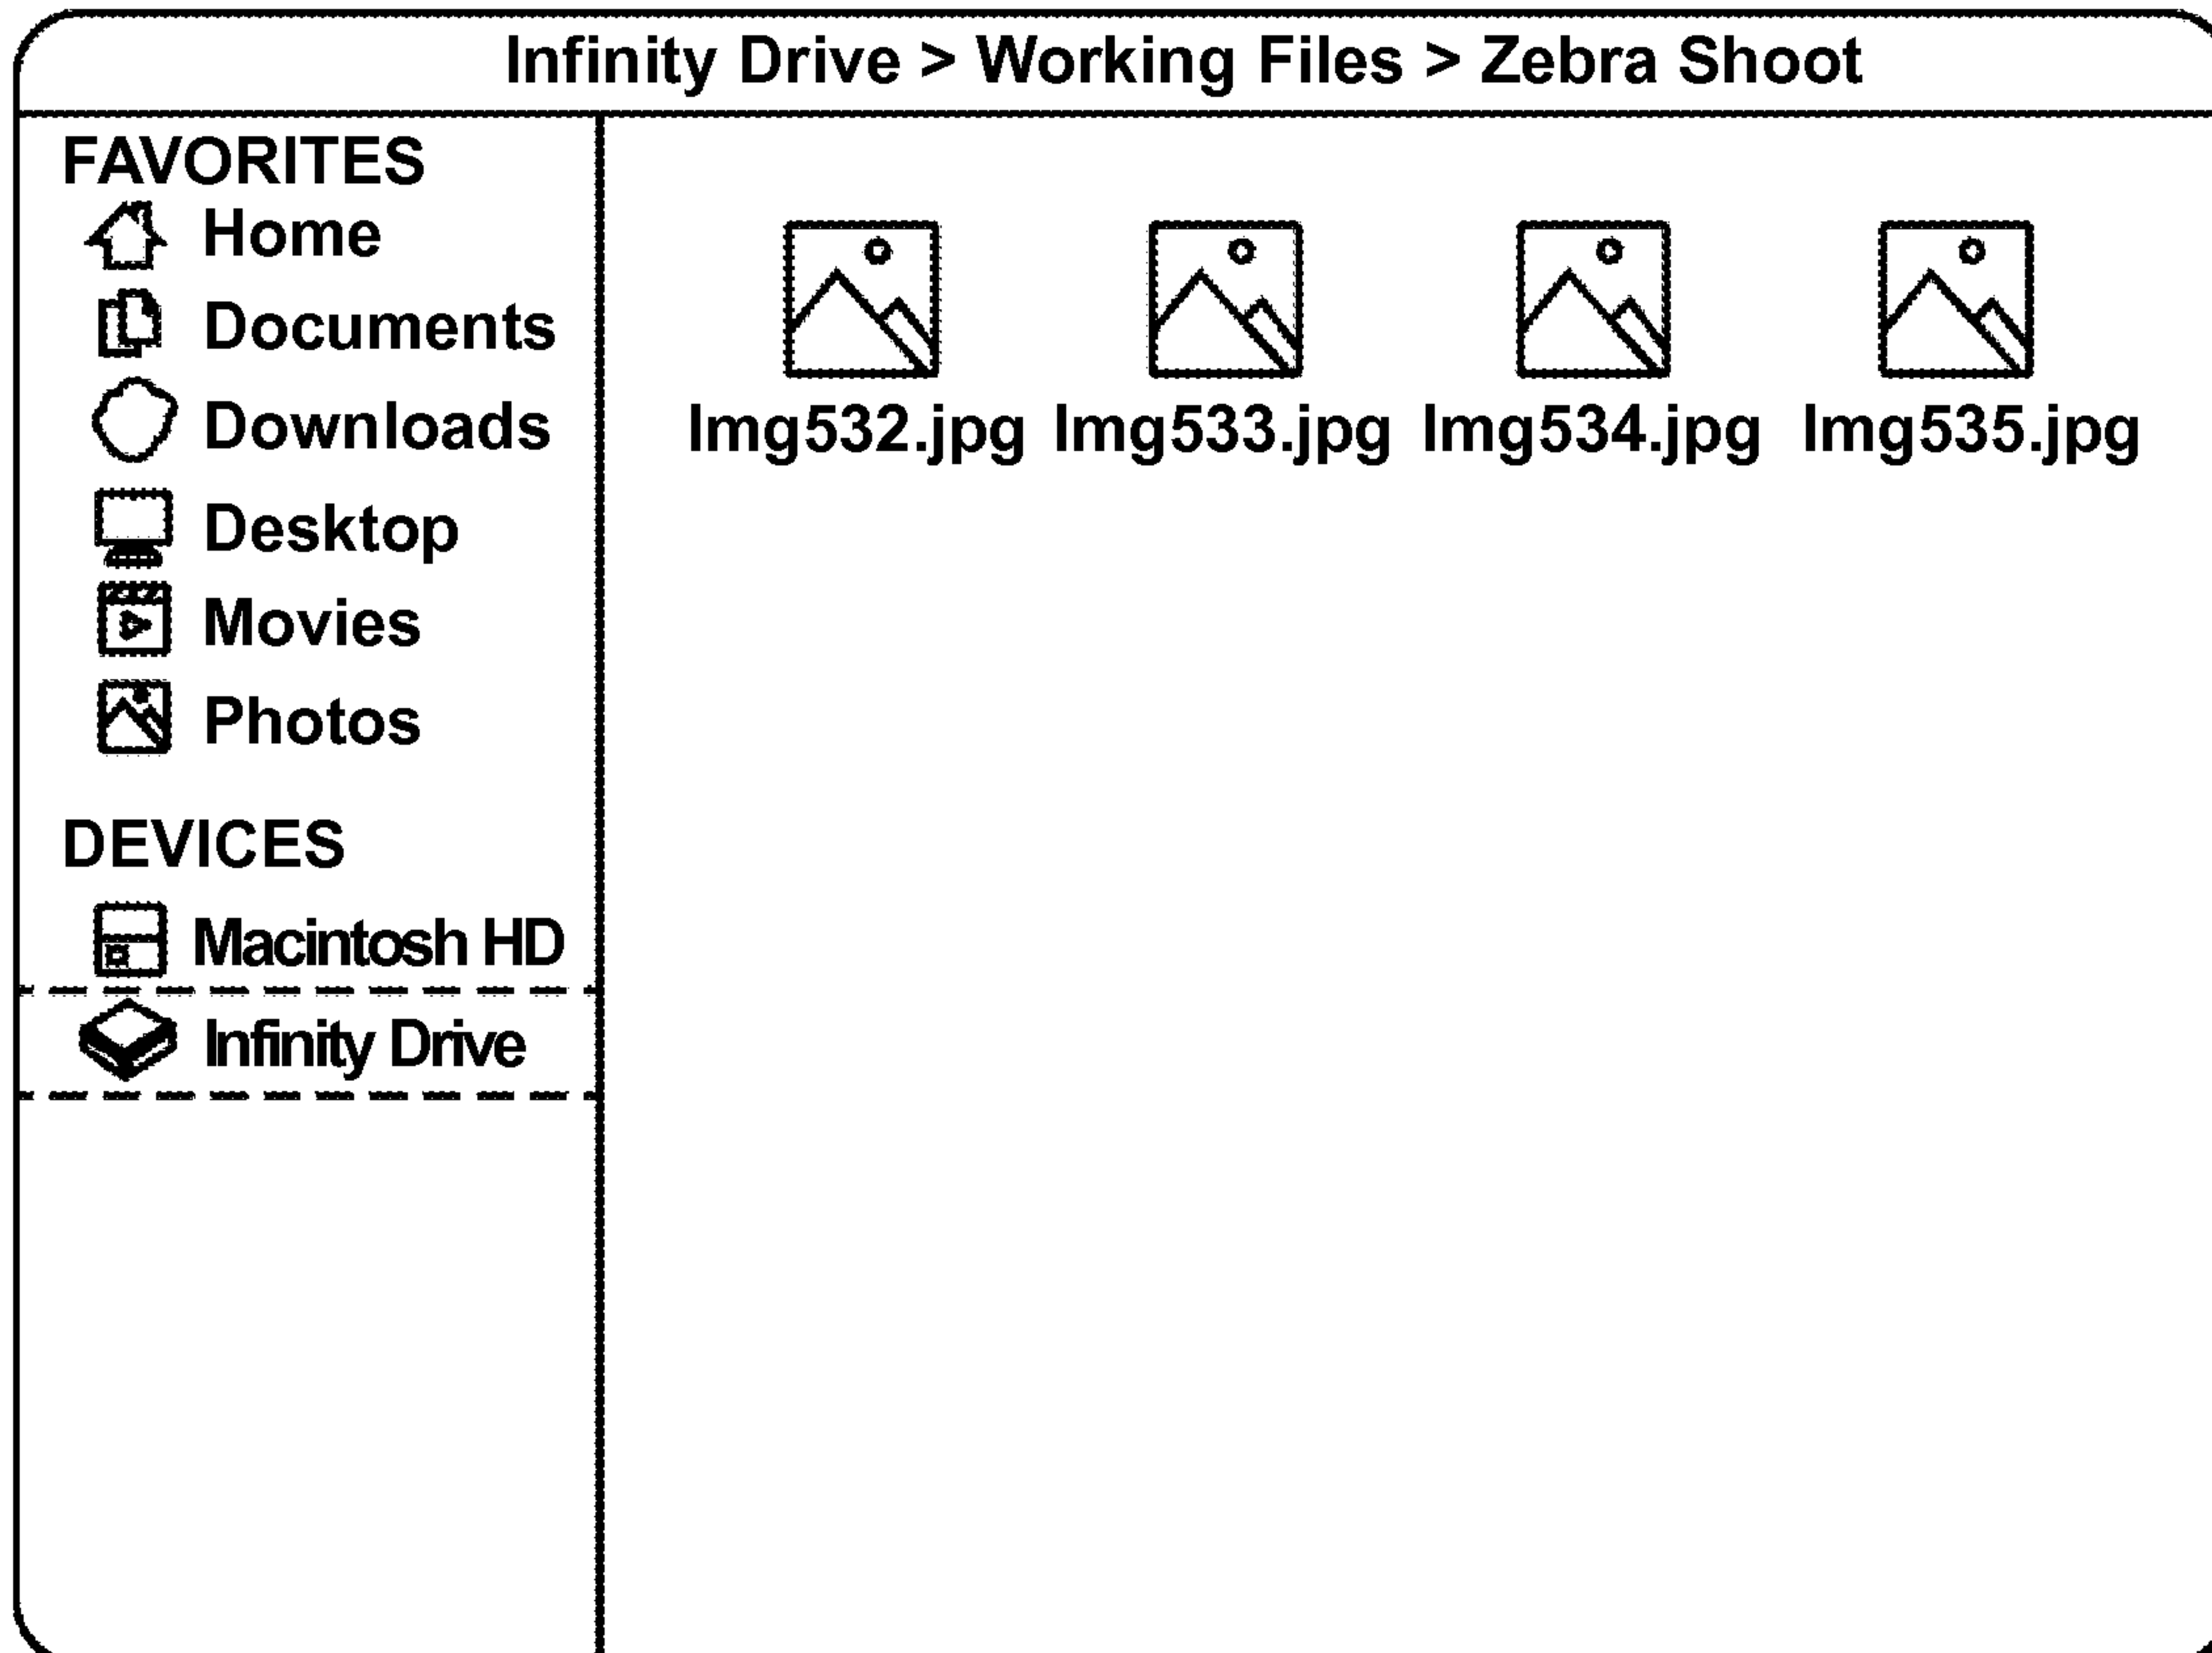 Infinity Drive > Working Files > Zebra Shoot
FAVORITES
Home
Documents
Downloads
Desktop
Movies
Photos
DEVICES
Macintosh HD
Infinity Drive
Img532.jpg Img533.jpg Img534.jpg Img535.jpg